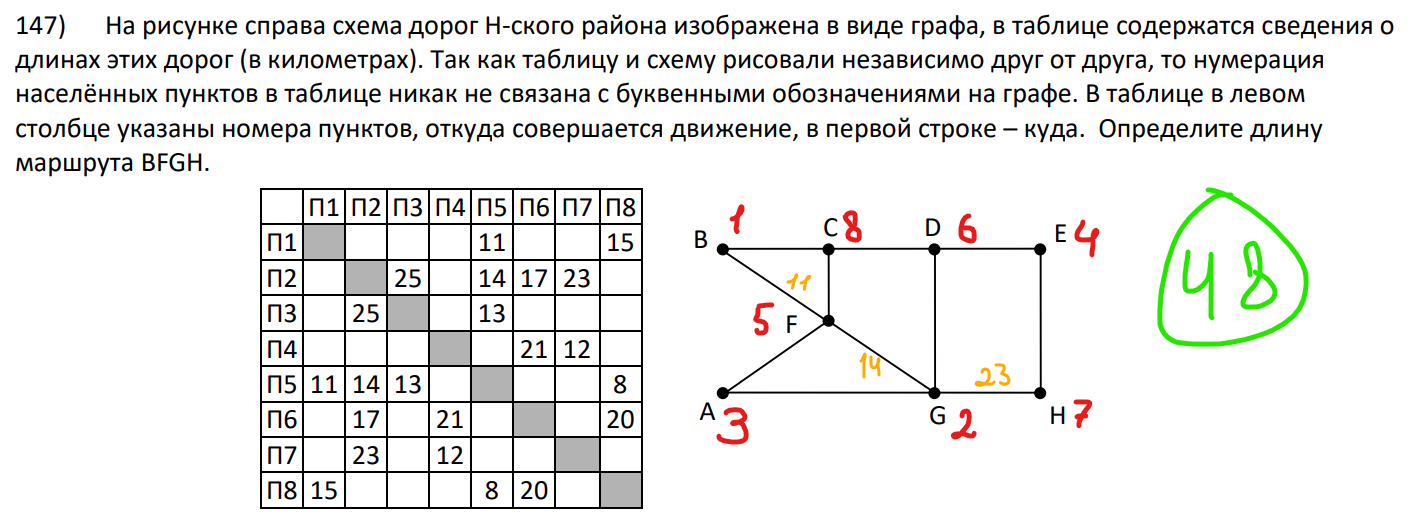 147) На рисунке справа схема дорог Н-ского района изображена в виде графа, в таблице содержатся сведения о
длинах этих дорог (в километрах). Так как таблицу и схему рисовали независимо друг от друга, то нумерация
населённых пунктов в таблице никак не связана с буквенными обозначениями на графе. В таблице в левом
столбце указаны номера пунктов, откуда совершается движение, в первой строке – куда. Определите длину
маршрута BFGH.
П1 П2 П3 П4 П5 П6 П7 П8
П1 11 15
П2 25 14 17 23
П3 25 13
П4 21 12
П5 11 14 13 8
П6 17 21 20
П7 23 12
П8 15 8 20
B 1 C 8 D 6 E 4
11
5 F
14 23
A 3 G 2 H 7
48